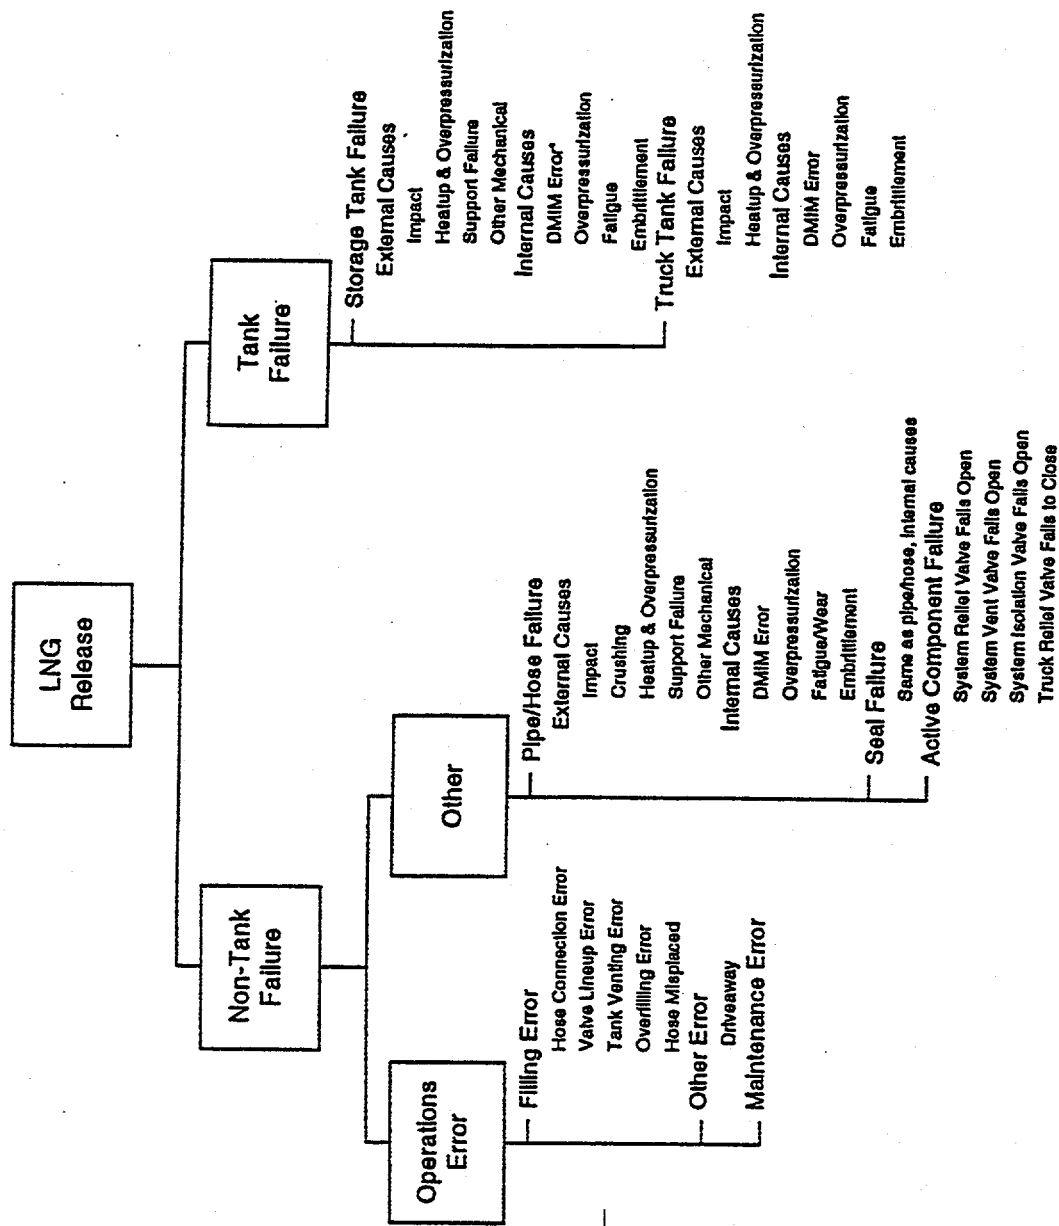 LNG
Release
Non-Tank
Failure
Tank
Failure
Operations
Error
Other
Filling Error
Hose Connection Error
Valve Lineup Error
Tank Venting Error
Overfilling Error
Hose Misplaced
Other Error
Driveaway
Maintenance Error
Pipe/Hose Failure
External Causes
Impact
Crushing
Heatup & Overpressurization
Support Failure
Other Mechanical
Internal Causes
DMIM Error
Overpressurization
Fatigue/Wear
Embrittlement
Seal Failure
Same as pipe/hose, internal causes
Active Component Failure
System Relief Valve Fails Open
System Vent Valve Fails Open
System Isolation Valve Fails Open
Truck Relief Valve Fails to Close
Storage Tank Failure
External Causes
Impact
Heatup & Overpressurization
Support Failure
Other Mechanical
Internal Causes
DMIM Error*
Overpressurization
Fatigue
Embrittlement
Truck Tank Failure
External Causes
Impact
Heatup & Overpressurization
Internal Causes
DMIM Error
Overpressurization
Fatigue
Embrittlement